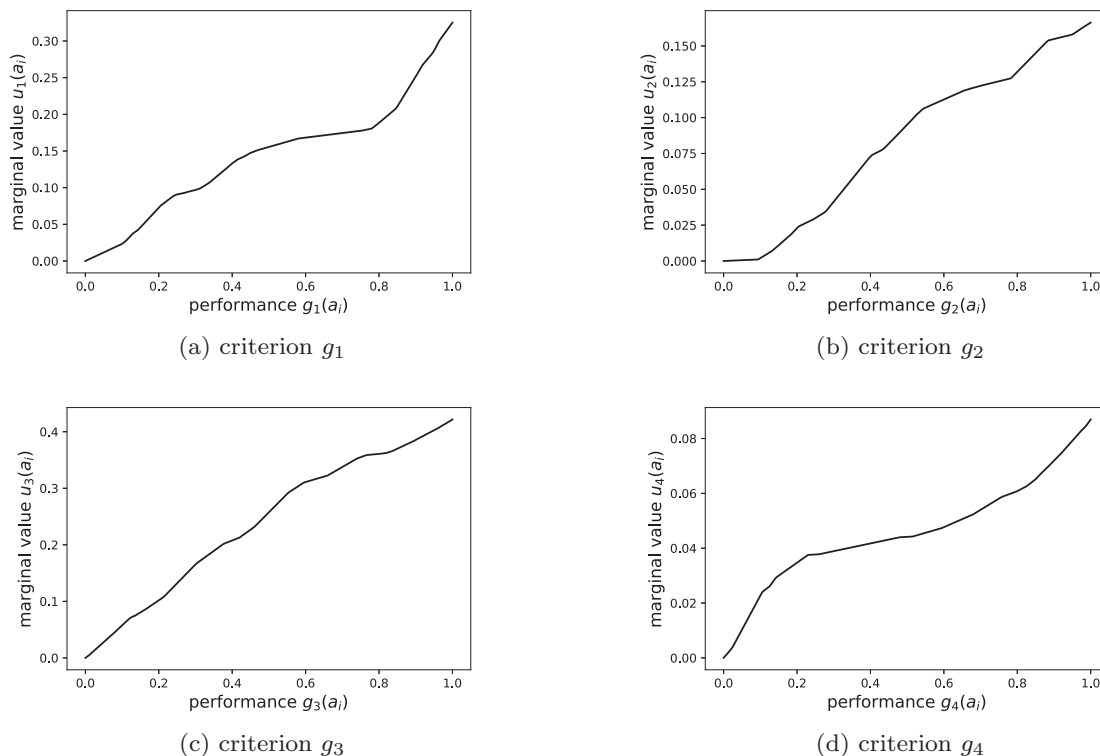 0.30
0.25
0.20
0.15
0.10
0.05
0.00
marginal value u₁(aᵢ)
0.0 0.2 0.4 0.6 0.8 1.0
performance g₁(aᵢ)
(a) criterion g₁
0.150
0.125
0.100
0.075
0.050
0.025
0.000
marginal value u₂(aᵢ)
0.0 0.2 0.4 0.6 0.8 1.0
performance g₂(aᵢ)
(b) criterion g₂
0.4
0.3
0.2
0.1
0.0
marginal value u₃(aᵢ)
0.0 0.2 0.4 0.6 0.8 1.0
performance g₃(aᵢ)
(c) criterion g₃
0.08
0.06
0.04
0.02
0.00
marginal value u₄(aᵢ)
0.0 0.2 0.4 0.6 0.8 1.0
performance g₄(aᵢ)
(d) criterion g₄